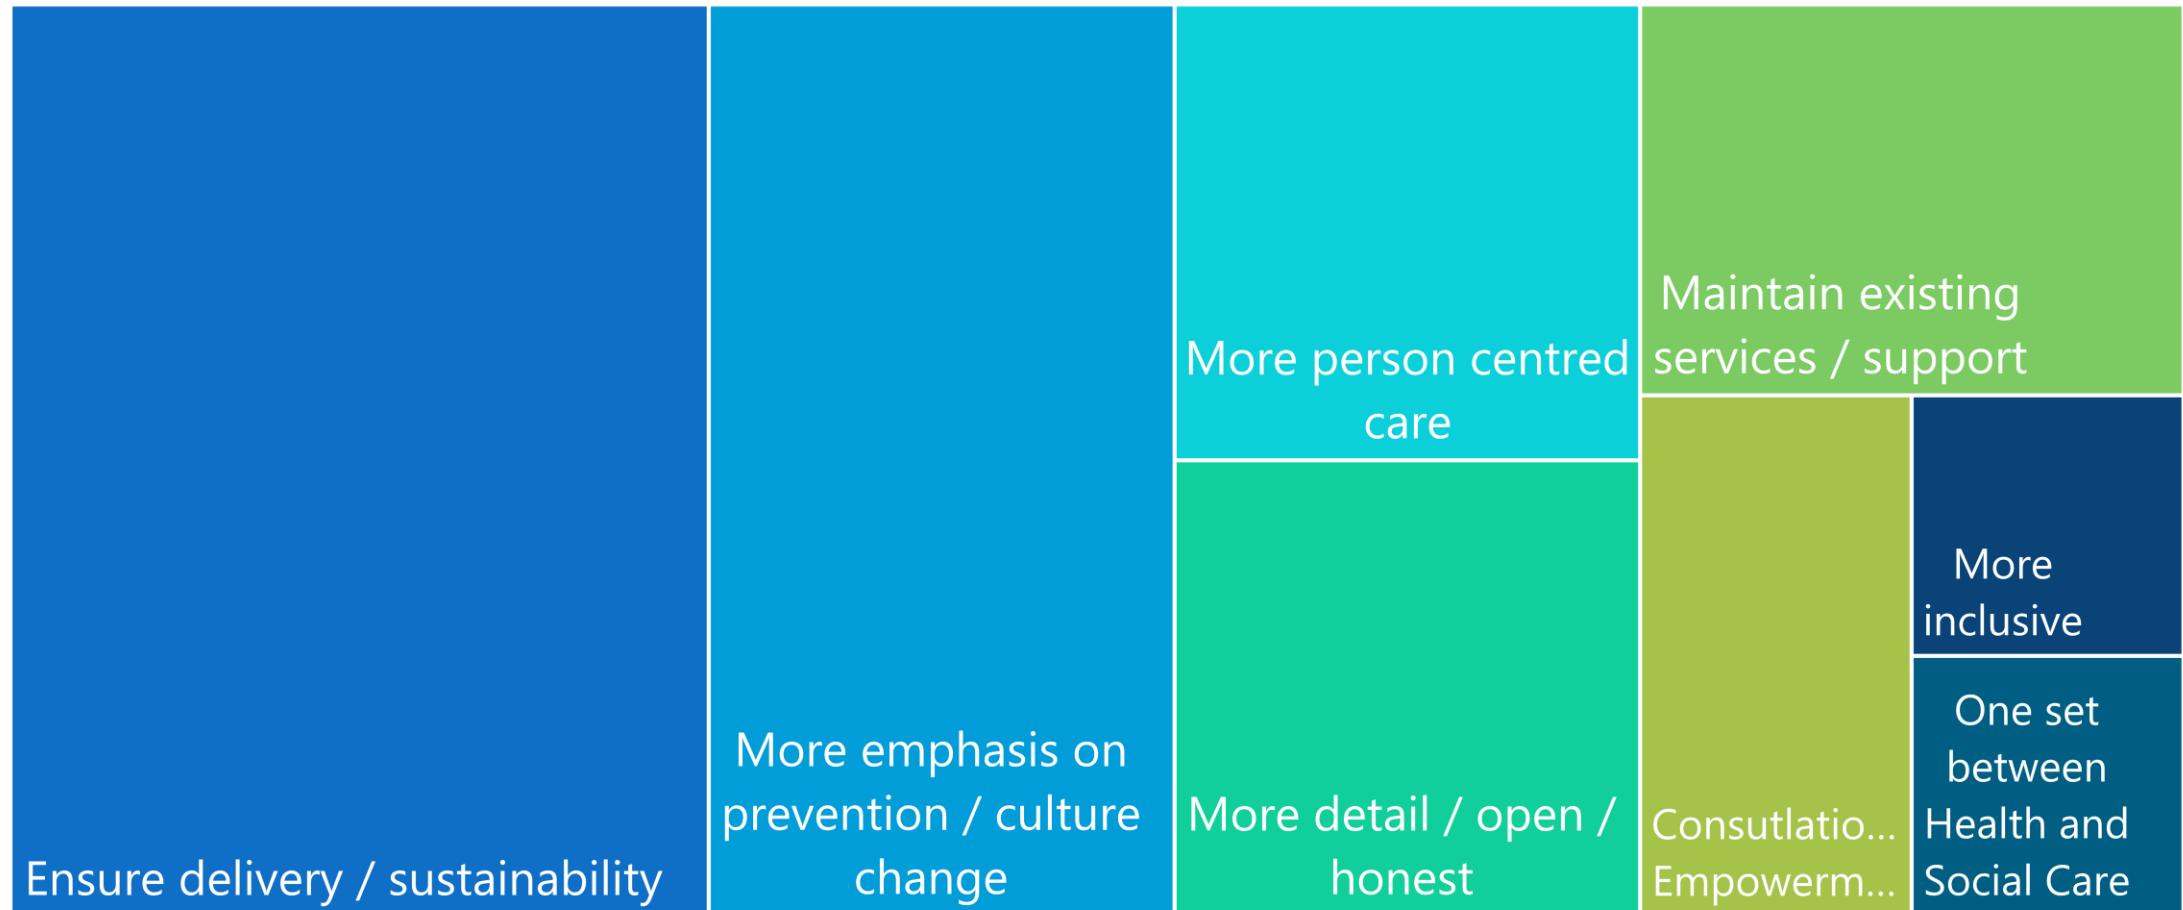 Ensure delivery / sustainability
More emphasis on
prevention / culture
change
More person centred
care
More detail / open /
honest
Maintain existing
services / support
Consutlatio...
Empowerm...
More
inclusive
One set
between
Health and
Social Care